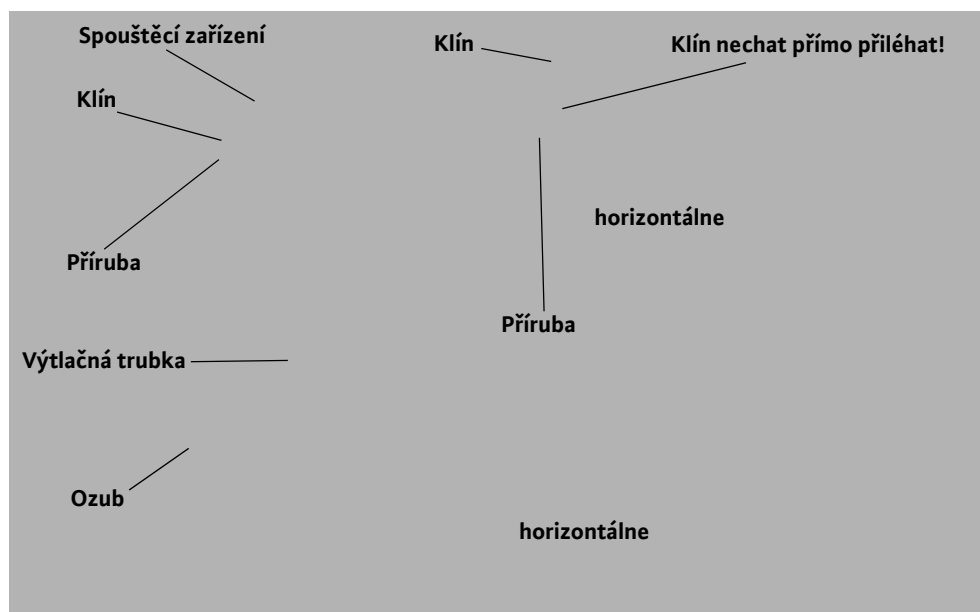 Spouštěcí zařízení
Klín
Klín nechat přímo přiléhat!
Klín
horizontálne
Příruba
Příruba
Výtlačná trubka
Ozub
horizontálne